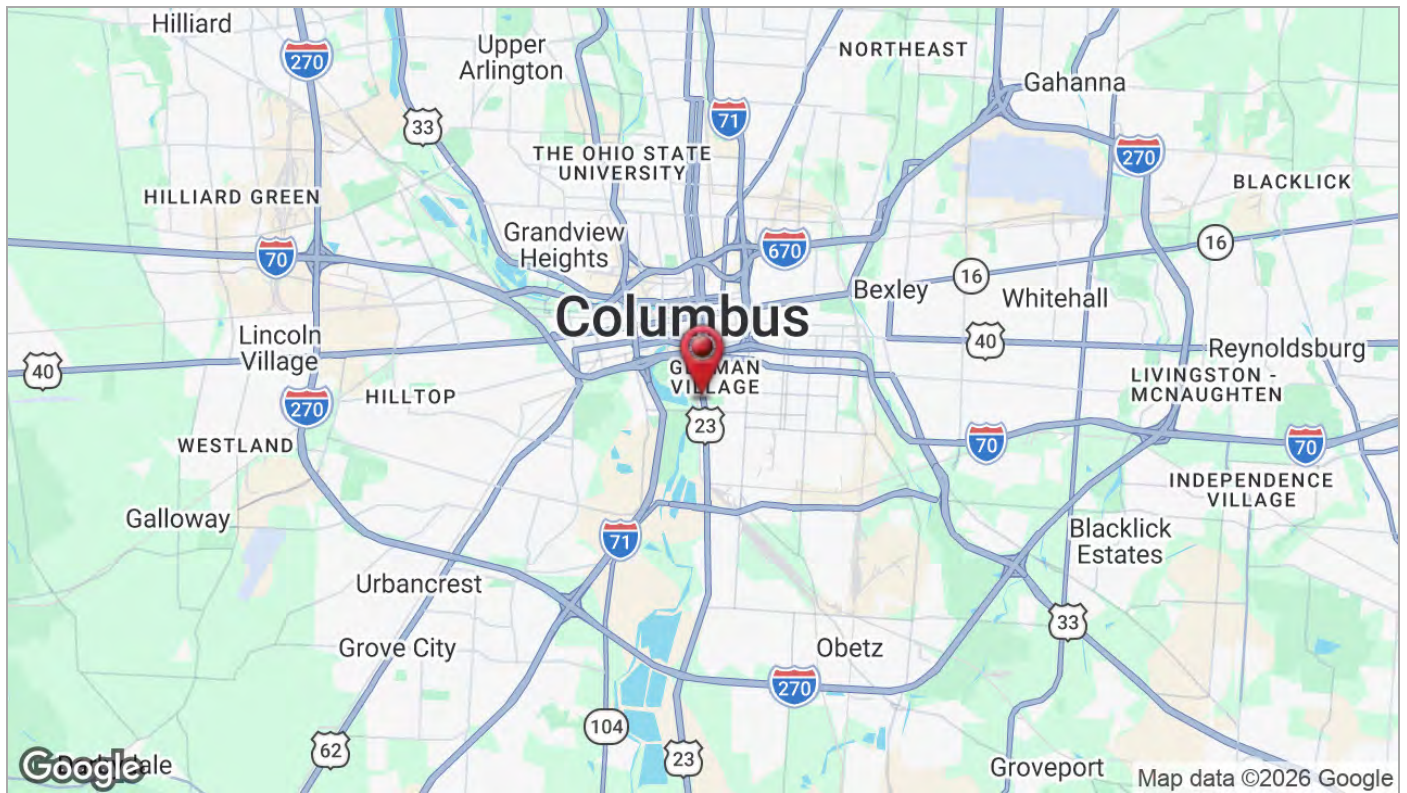 Hilliard
270
Upper
Arlington
33
71
NORTHEAST
Gahanna
270
THE OHIO STATE
UNIVERSITY
BLACKLICK
HILLIARD GREEN
Grandview
Heights
70
670
16
16
Bexley
Whitehall
Columbus
Lincoln
Village
40
40
Reynoldsburg
GERMAN
VILLAGE
LIVINGSTON -
MCNAUGHTEN
HILLTOP
270
23
WESTLAND
70
70
INDEPENDENCE
VILLAGE
Galloway
71
Blacklick
Estates
Urbancrest
33
Grove City
Obetz
270
104
62
23
Google
Groveport
Map data ©2026 Google